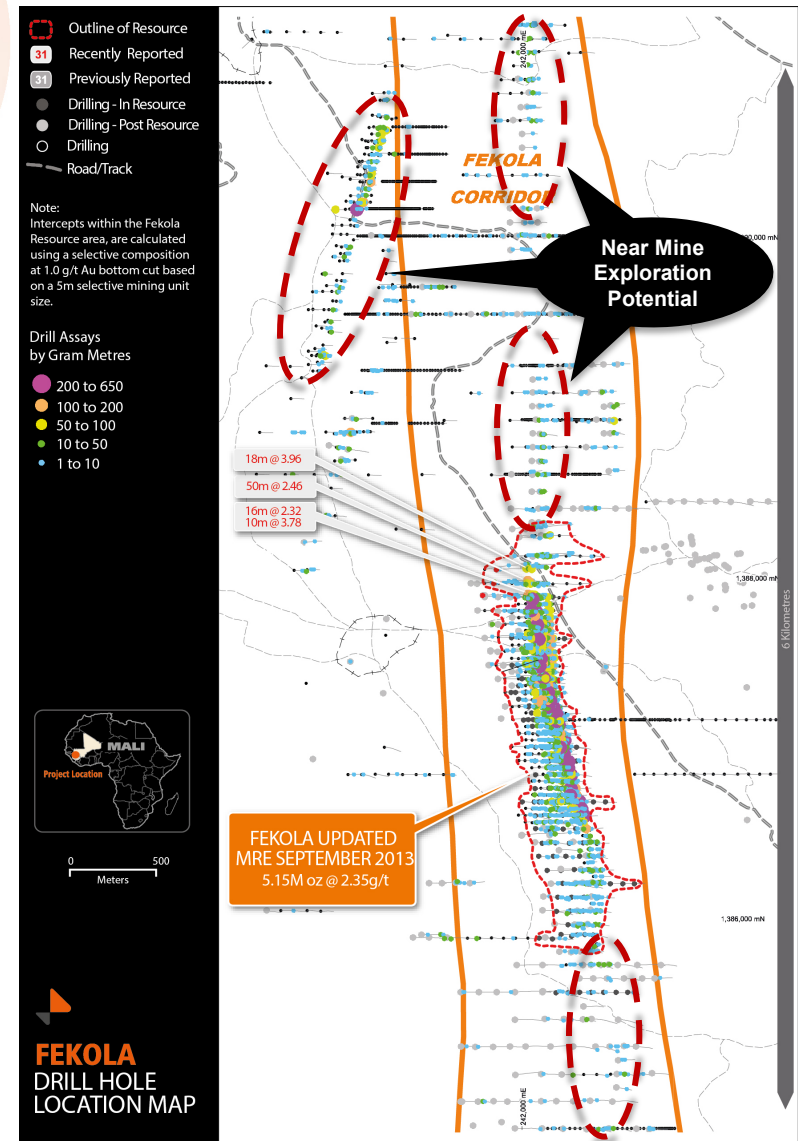 Outline of Resource
31 Recently Reported
31 Previously Reported
Drilling - In Resource
Drilling - Post Resource
Drilling
Road/Track
Note:
Intercepts within the Fekola
Resource area, are calculated
using a selective composition
at 1.0 g/t Au bottom cut based
on a 5m selective mining unit
size.
Drill Assays
by Gram Metres
200 to 650
100 to 200
50 to 100
10 to 50
1 to 10
MALI
Project Location
0 500
Meters
FEKOLA
DRILL HOLE
LOCATION MAP
242,000 mE
FEKOLA
CORRIDOR
Near Mine
Exploration
Potential
18m @ 3.96
50m @ 2.46
16m @ 2.32
10m @ 3.78
1,388,000 mN
6 Kilometres
FEKOLA UPDATED
MRE SEPTEMBER 2013
5.15M oz @ 2.35g/t
1,386,000 mN
242,000 mE